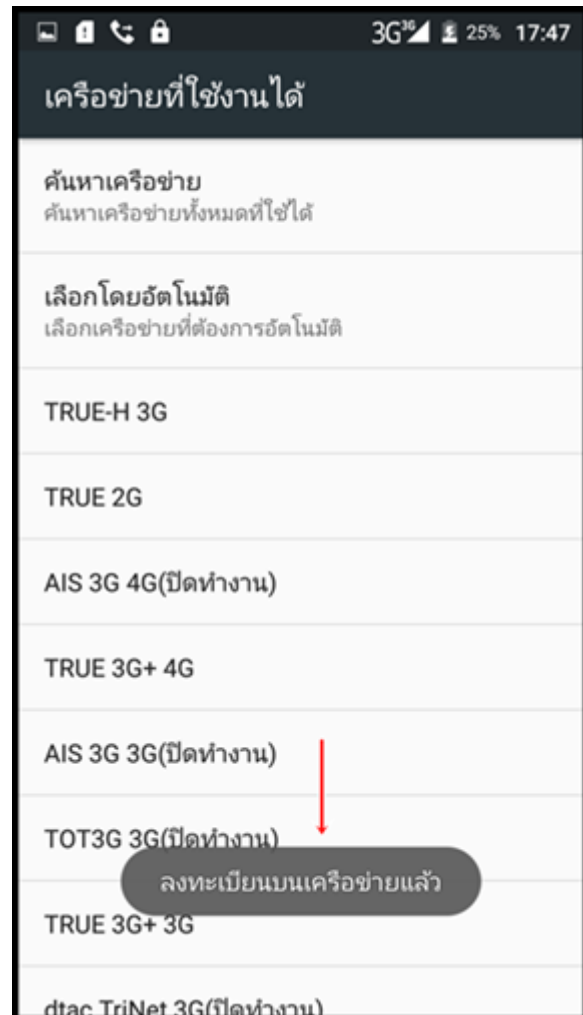 3G 3G 25% 17:47
เครือข่ายที่ใช้งานได้
ค้นหาเครือข่าย
ค้นหาเครือข่ายทั้งหมดที่ใช้ได้
เลือกโดยอัตโนมัติ
เลือกเครือข่ายที่ต้องการอัตโนมัติ
TRUE-H 3G
TRUE 2G
AIS 3G 4G(ปิดทำงาน)
TRUE 3G+ 4G
AIS 3G 3G(ปิดทำงาน)
TOT3G 3G(ปิดทำงาน)
ลงทะเบียนบนเครือข่ายแล้ว
TRUE 3G+ 3G
dtac TriNet 3G(ปิดทำงาน)